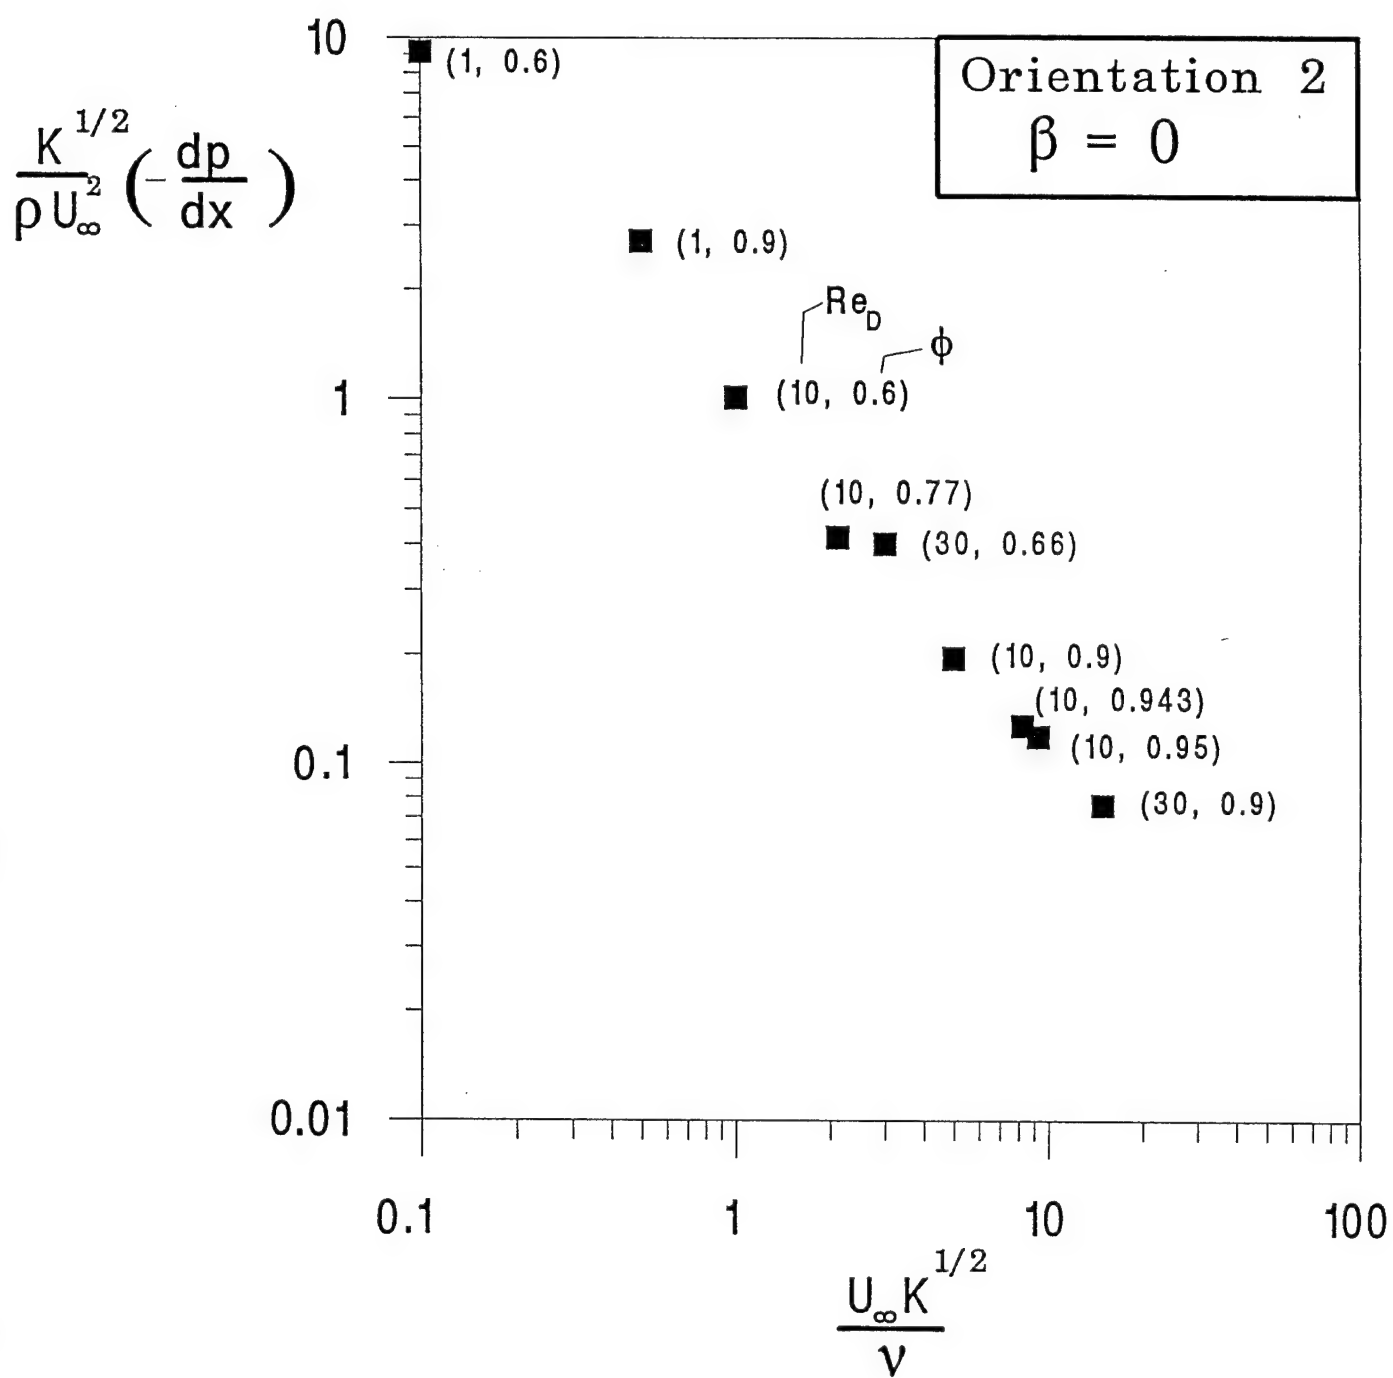 10
(1, 0.6)
Orientation 2
β = 0
K^1/2 / ρU∞^2 (- dp/dx)
(1, 0.9)
Re_D
ϕ
1
(10, 0.6)
(10, 0.77)
(30, 0.66)
(10, 0.9)
(10, 0.943)
0.1
(10, 0.95)
(30, 0.9)
0.01
0.1 1 10 100
U∞K^1/2 / ν